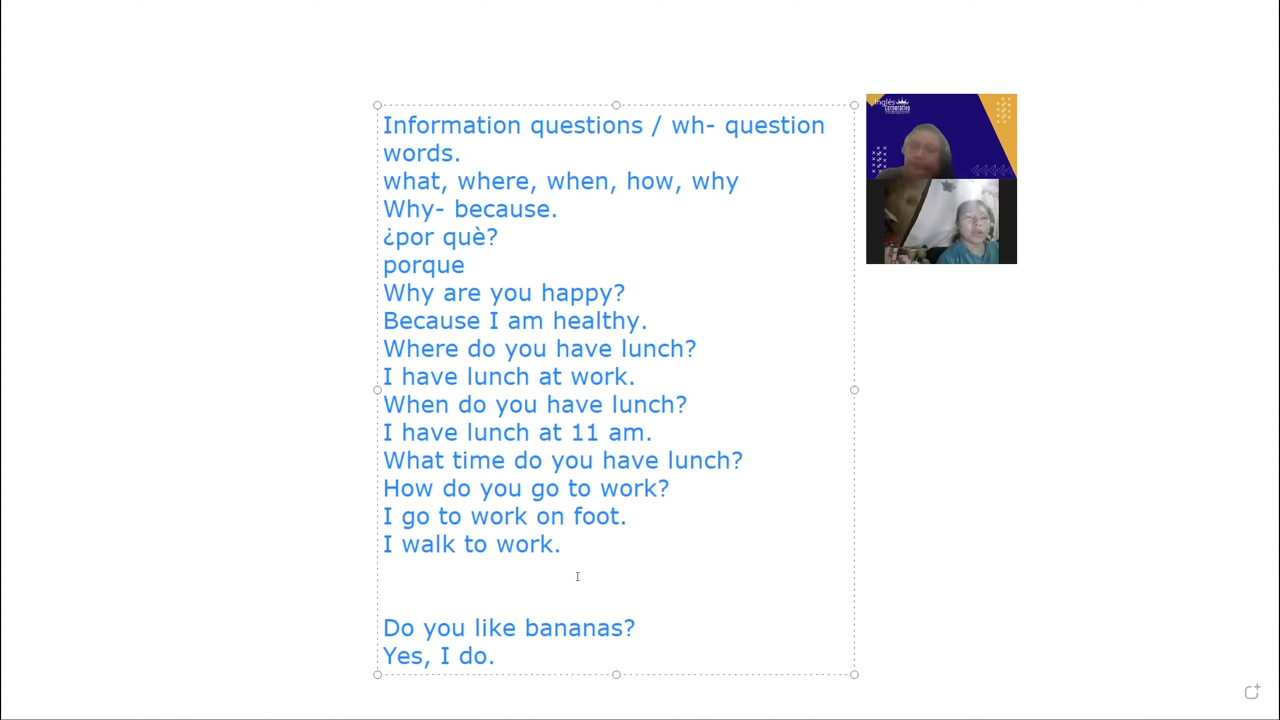 Information questions / wh- question
words.
what, where, when, how, why
Why- because.
¿por què?
porque
Why are you happy?
Because I am healthy.
Where do you have lunch?
I have lunch at work.
When do you have lunch?
I have lunch at 11 am.
What time do you have lunch?
How do you go to work?
I go to work on foot.
I walk to work.
Do you like bananas?
Yes, I do.
Inglés
Corporativo